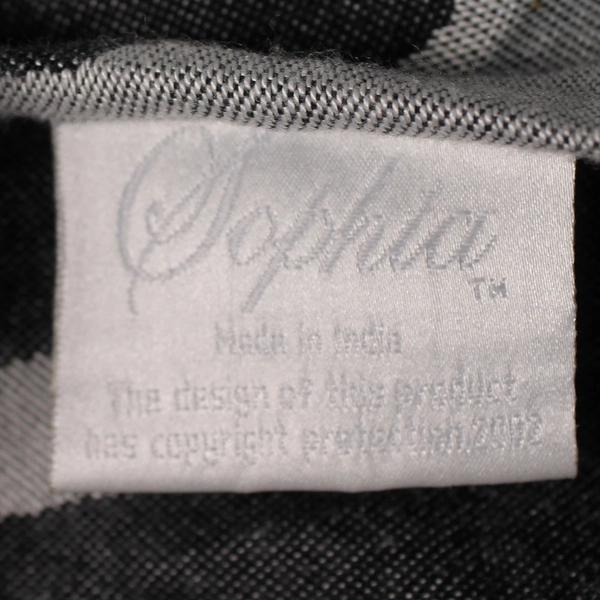 Sophia
TM
Made in India
The design of this product
has copyright protection.2002